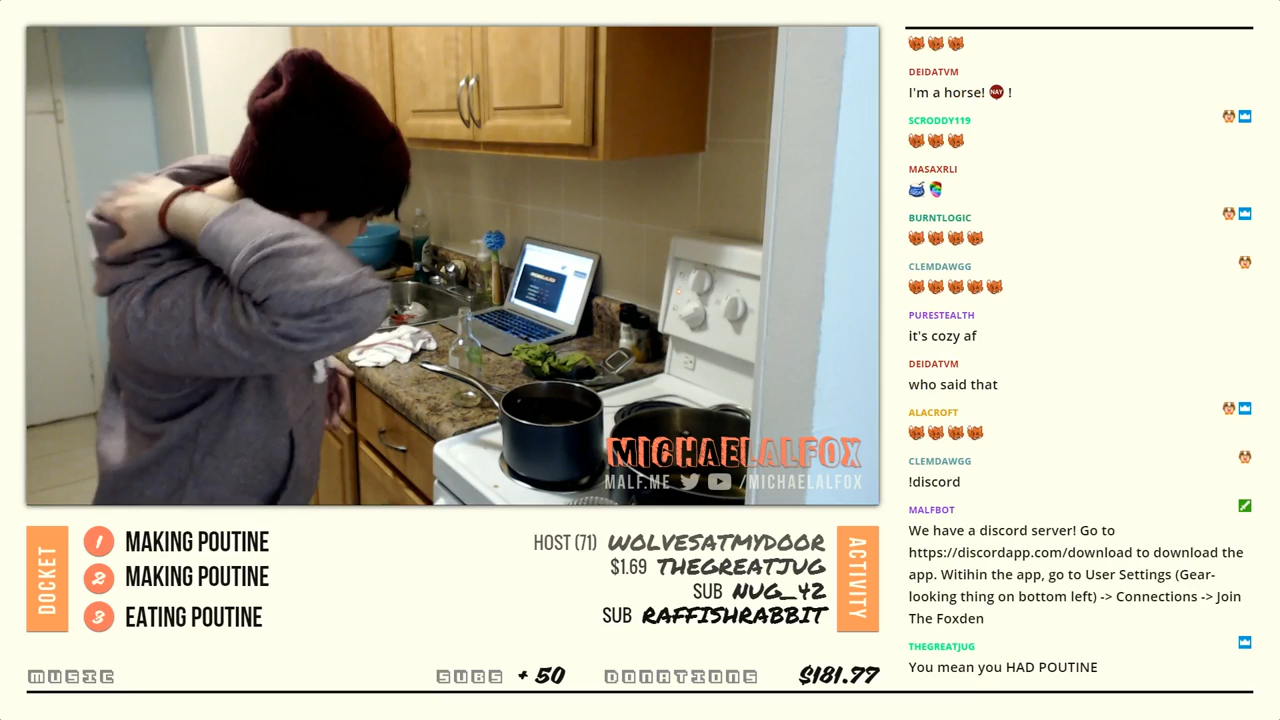 MICHAELALFOX
MALF.ME /MICHAELALFOX
DOCKET
1 MAKING POUTINE
2 MAKING POUTINE
3 EATING POUTINE
HOST (71) WOLVESATMYDOOR
$1.69 THEGREATJUG
SUB NUG_42
SUB RAFFISHRABBIT
ACTIVITY
MUSIC
SUBS + 50
DONATIONS $181.77
DEIDATVM
I'm a horse! NAY !
SCRODDY119
MASAXRLI
BURNTLOGIC
CLEMDAWGG
PURESTEALTH
it's cozy af
DEIDATVM
who said that
ALACROFT
CLEMDAWGG
!discord
MALFBOT
We have a discord server! Go to
https://discordapp.com/download to download the
app. Witihin the app, go to User Settings (Gear-
looking thing on bottom left) -> Connections -> Join
The Foxden
THEGREATJUG
You mean you HAD POUTINE